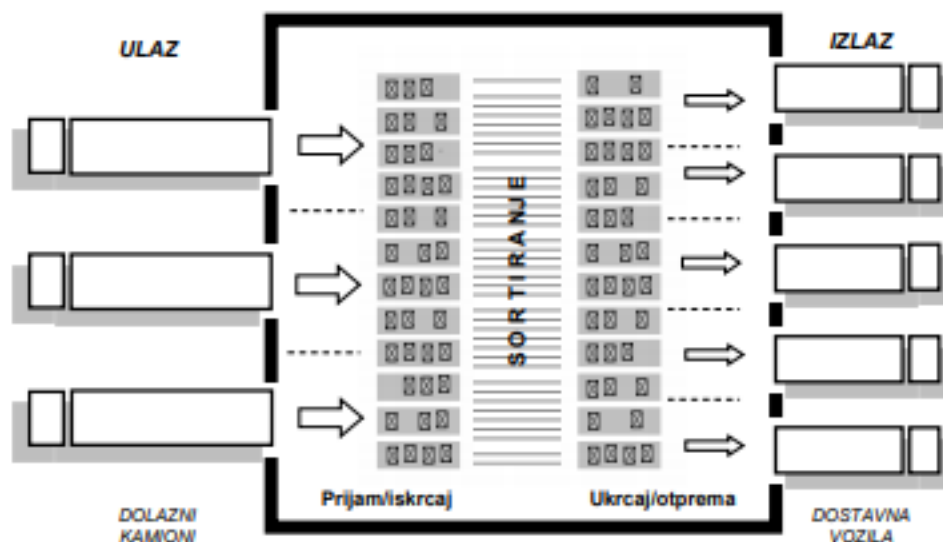 ULAZ
IZLAZ
SORTIRANJE
Prijam/iskrcaj
Ukrcaj/otprema
DOLAZNI
KAMIONI
DOSTAVNA
VOZILA